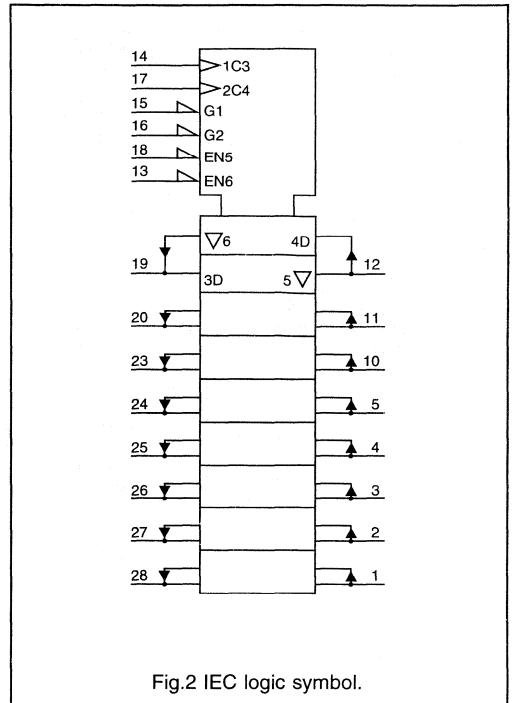 14 1C3
17 2C4
15 G1
16 G2
18 EN5
13 EN6
▽6 4D
19 12
3D 5▽
20 11
23 10
24 5
25 4
26 3
27 2
28 1
Fig.2 IEC logic symbol.